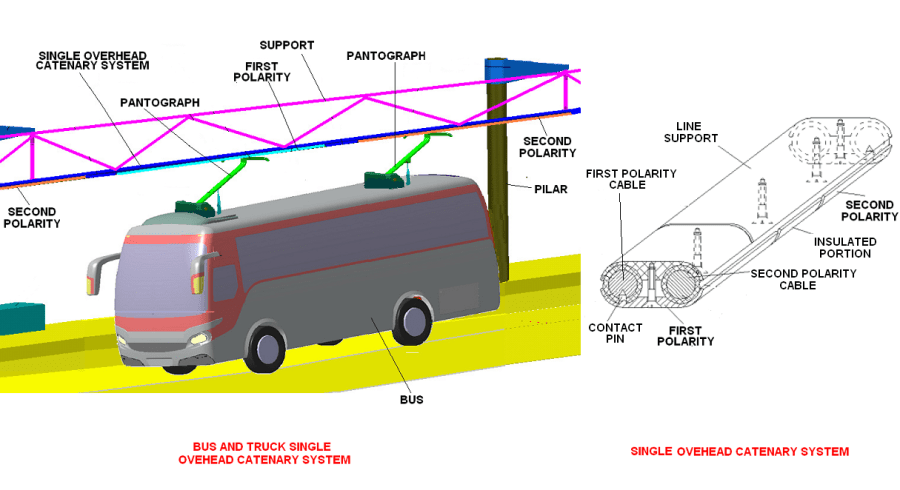 SINGLE OVERHEAD
CATENARY SYSTEM
SUPPORT
FIRST
POLARITY
PANTOGRAPH
PANTOGRAPH
SECOND
POLARITY
PILAR
SECOND
POLARITY
BUS
BUS AND TRUCK SINGLE
OVEHEAD CATENARY SYSTEM
LINE
SUPPORT
FIRST POLARITY
CABLE
SECOND
POLARITY
INSULATED
PORTION
SECOND POLARITY
CABLE
CONTACT
PIN
FIRST
POLARITY
SINGLE OVEHEAD CATENARY SYSTEM